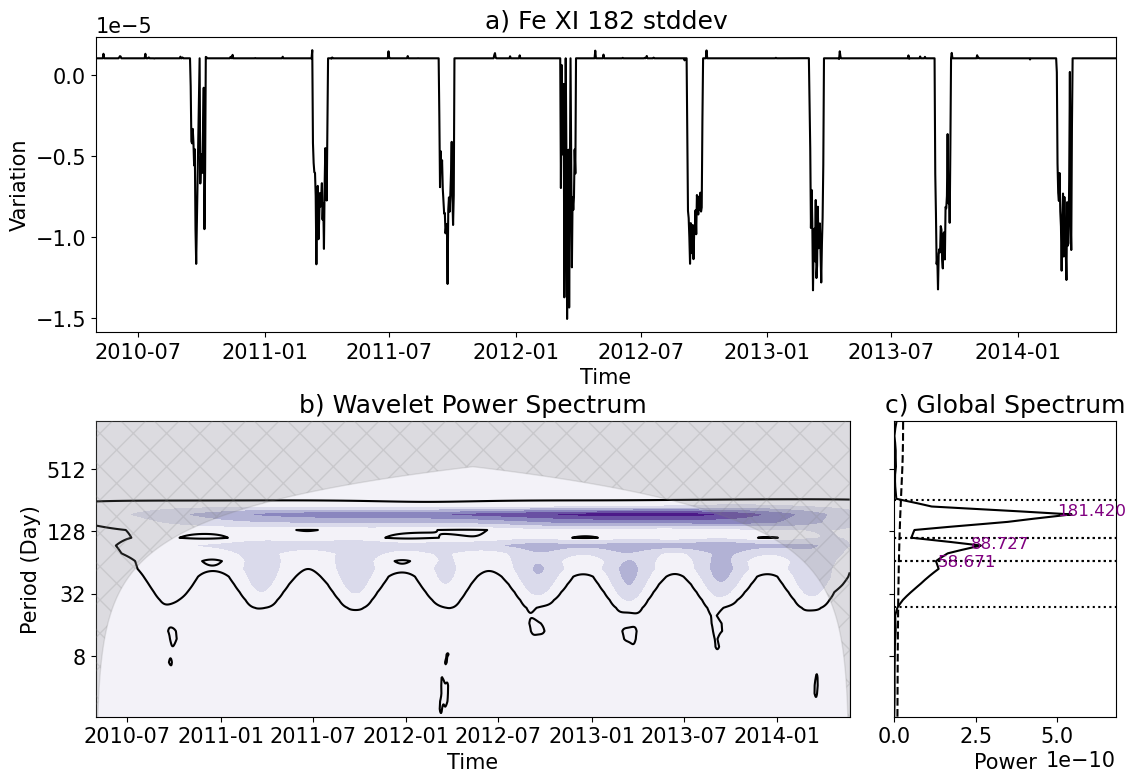 a) Fe XI 182 stddev
1e−5
0.0
−0.5
−1.0
−1.5
Variation
2010-07 2011-01 2011-07 2012-01 2012-07 2013-01 2013-07 2014-01
Time
b) Wavelet Power Spectrum
512
128
32
8
Period (Day)
2010-07 2011-01 2011-07 2012-01 2012-07 2013-01 2013-07 2014-01
Time
c) Global Spectrum
181.420
88.727
58.671
0.0 2.5 5.0
Power 1e−10